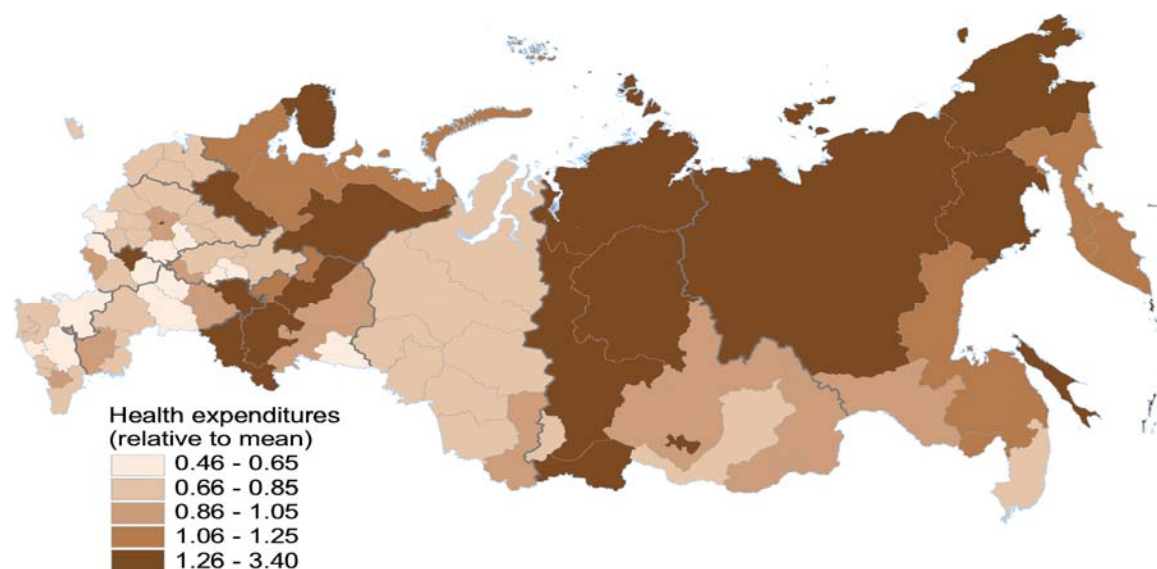 Health expenditures
(relative to mean)
0.46 - 0.65
0.66 - 0.85
0.86 - 1.05
1.06 - 1.25
1.26 - 3.40